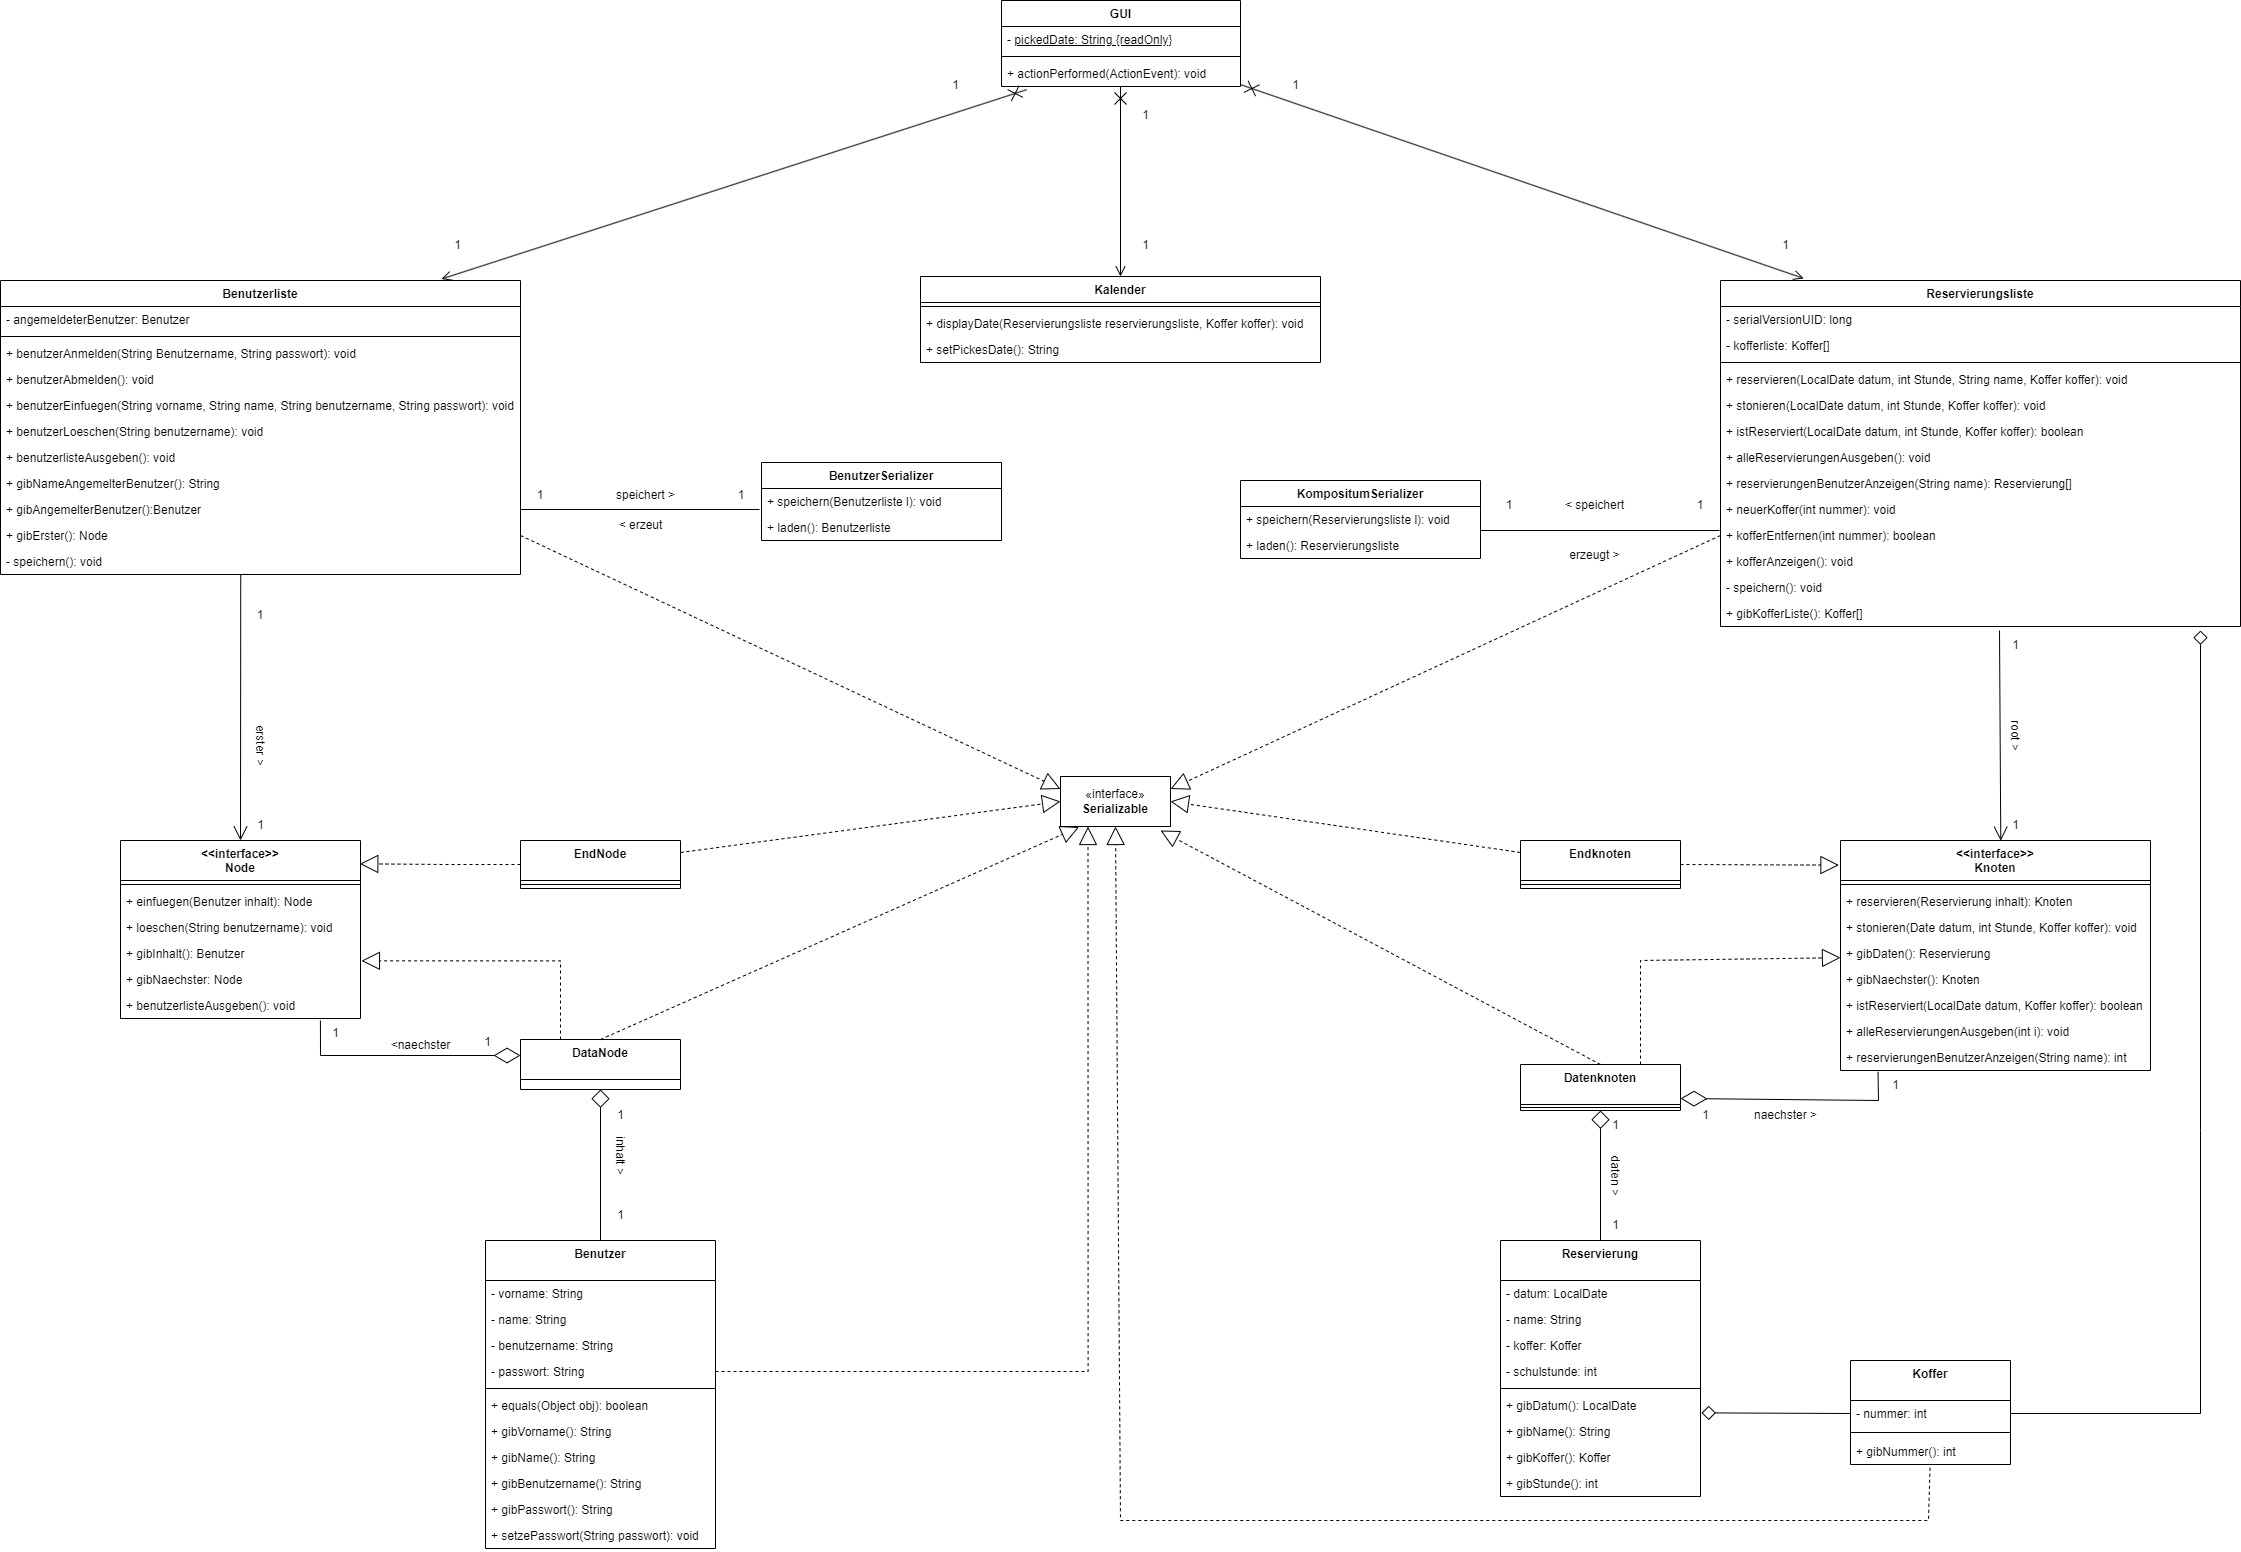 GUI
- pickedDate: String {readOnly}
+ actionPerformed(ActionEvent): void
1
1
1
1
1
1
Benutzerliste
- angemeldeterBenutzer: Benutzer
+ benutzerAnmelden(String Benutzername, String passwort): void
+ benutzerAbmelden(): void
+ benutzerEinfuegen(String vorname, String name, String benutzername, String passwort): void
+ benutzerLoeschen(String benutzername): void
+ benutzerlisteAusgeben(): void
+ gibNameAngemelterBenutzer(): String
+ gibAngemelterBenutzer():Benutzer
+ gibErster(): Node
- speichern(): void
Kalender
+ displayDate(Reservierungsliste reservierungsliste, Koffer koffer): void
+ setPickesDate(): String
Reservierungsliste
- serialVersionUID: long
- kofferliste: Koffer[]
+ reservieren(LocalDate datum, int Stunde, String name, Koffer koffer): void
+ stonieren(LocalDate datum, int Stunde, Koffer koffer): void
+ istReserviert(LocalDate datum, int Stunde, Koffer koffer): boolean
+ alleReservierungenAusgeben(): void
+ reservierungenBenutzerAnzeigen(String name): Reservierung[]
+ neuerKoffer(int nummer): void
+ kofferEntfernen(int nummer): boolean
+ kofferAnzeigen(): void
- speichern(): void
+ gibKofferListe(): Koffer[]
1
speichert >
1
< erzeut
BenutzerSerializer
+ speichern(Benutzerliste l): void
+ laden(): Benutzerliste
KompositumSerializer
+ speichern(Reservierungsliste l): void
+ laden(): Reservierungsliste
1
< speichert
1
erzeugt >
1
erster >
1
1
root >
1
«interface»
Serializable
<<interface>>
Node
+ einfuegen(Benutzer inhalt): Node
+ loeschen(String benutzername): void
+ gibInhalt(): Benutzer
+ gibNaechster: Node
+ benutzerlisteAusgeben(): void
EndNode
Endknoten
<<interface>>
Knoten
+ reservieren(Reservierung inhalt): Knoten
+ stonieren(Date datum, int Stunde, Koffer koffer): void
+ gibDaten(): Reservierung
+ gibNaechster(): Knoten
+ istReserviert(LocalDate datum, Koffer koffer): boolean
+ alleReservierungenAusgeben(int i): void
+ reservierungenBenutzerAnzeigen(String name): int
1
<naechster
1
DataNode
Datenknoten
1
1
naechster >
1
inhalt >
1
1
daten >
1
Benutzer
- vorname: String
- name: String
- benutzername: String
- passwort: String
+ equals(Object obj): boolean
+ gibVorname(): String
+ gibName(): String
+ gibBenutzername(): String
+ gibPasswort(): String
+ setzePasswort(String passwort): void
Reservierung
- datum: LocalDate
- name: String
- koffer: Koffer
- schulstunde: int
+ gibDatum(): LocalDate
+ gibName(): String
+ gibKoffer(): Koffer
+ gibStunde(): int
Koffer
- nummer: int
+ gibNummer(): int